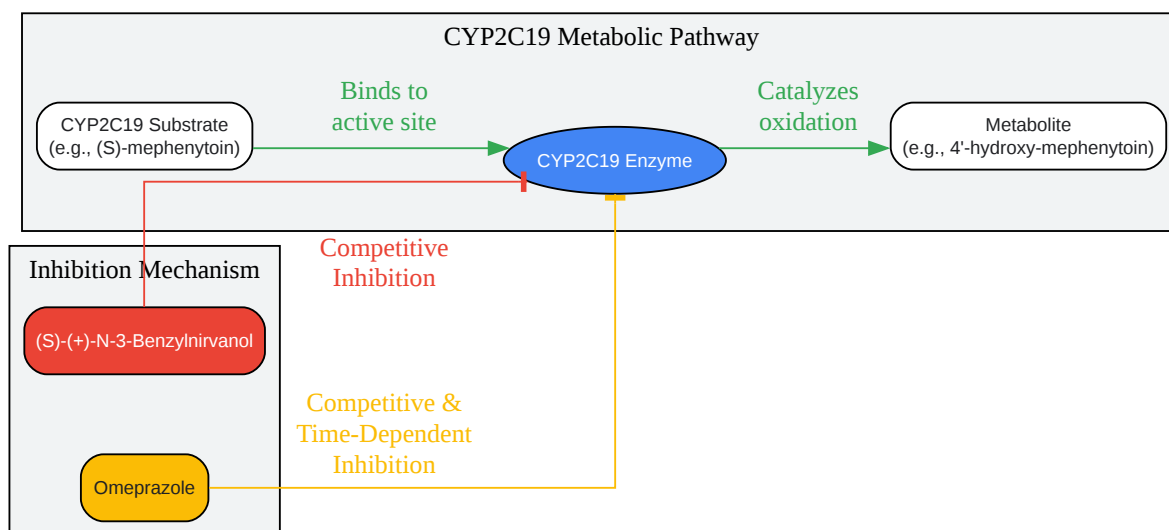 CYP2C19 Metabolic Pathway
Binds to
active site
Catalyzes
oxidation
CYP2C19 Substrate
(e.g., (S)-mephenytoin)
CYP2C19 Enzyme
Metabolite
(e.g., 4'-hydroxy-mephenytoin)
Competitive
Inhibition
Inhibition Mechanism
(S)-(+)-N-3-Benzylnirvanol
Competitive &
Time-Dependent
Inhibition
Omeprazole